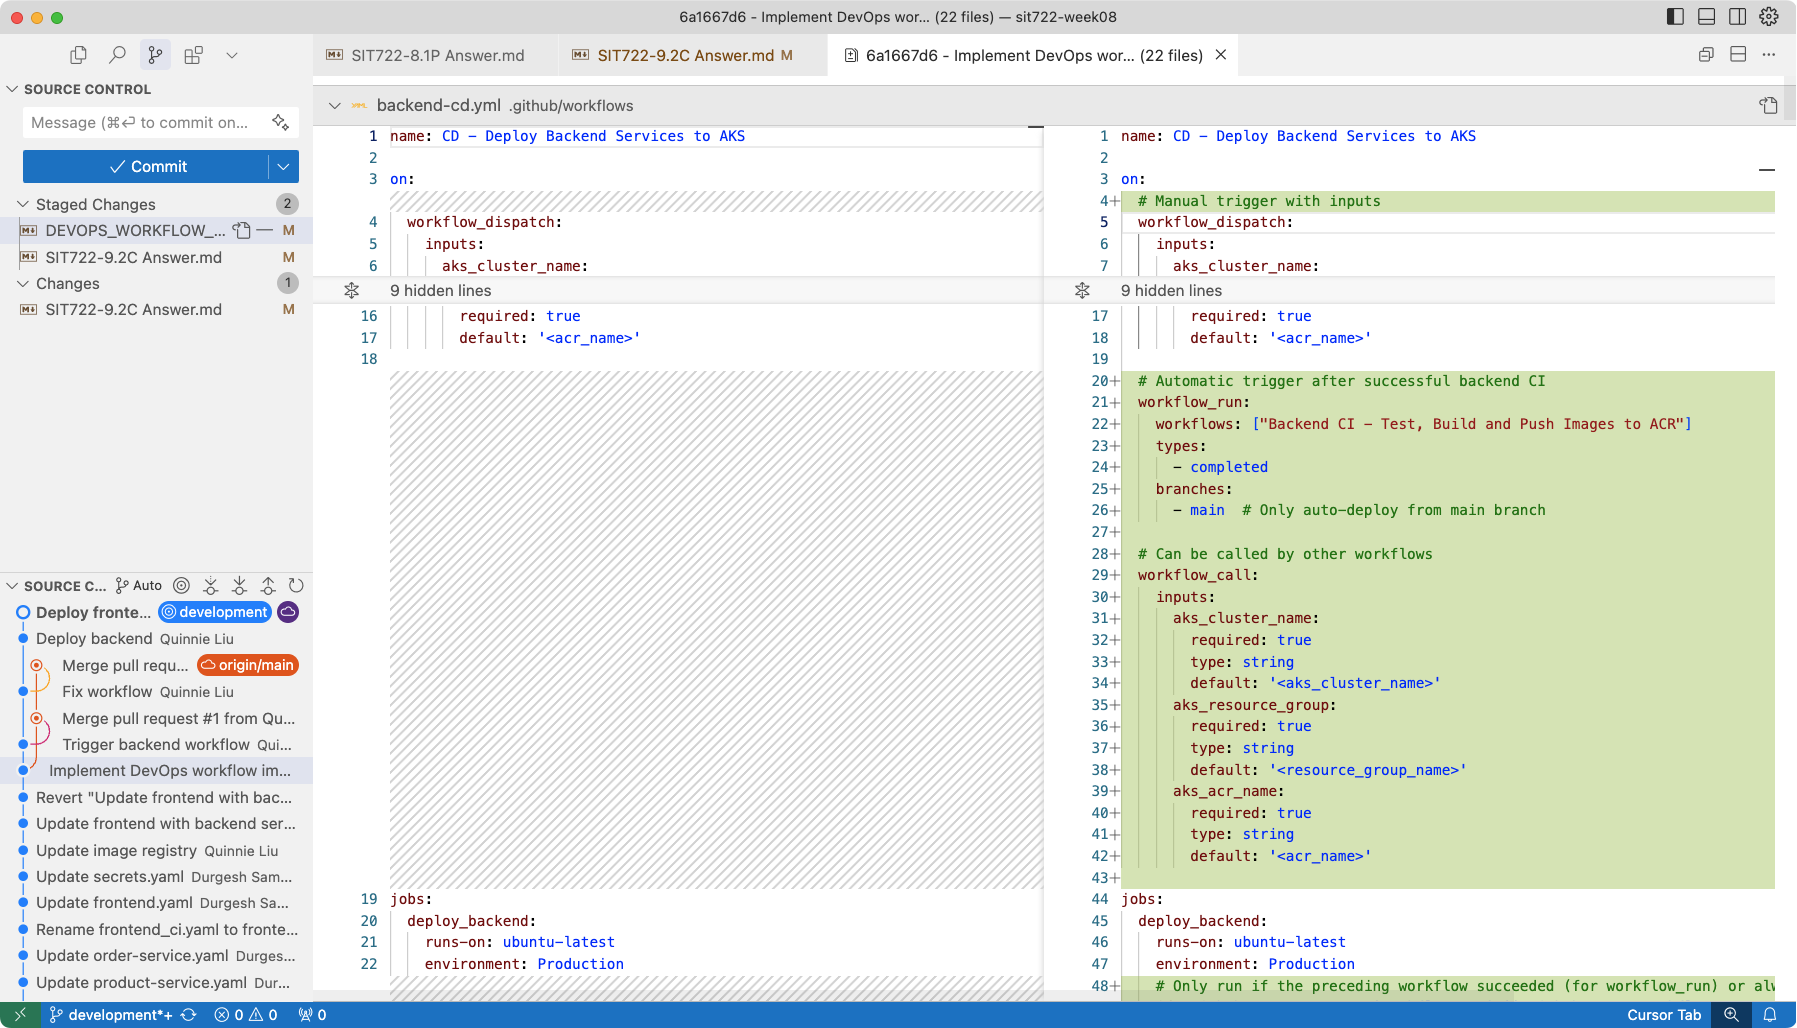 6a1667d6 - Implement DevOps wor... (22 files) — sit722-week08
SIT722-8.1P Answer.md
SIT722-9.2C Answer.md M
6a1667d6 - Implement DevOps wor... (22 files)
SOURCE CONTROL
Message (⌘⏎ to commit on...
Commit
Staged Changes 2
DEVOPS_WORKFLOW_... M
SIT722-9.2C Answer.md M
Changes 1
SIT722-9.2C Answer.md M
SOURCE C... Auto
Deploy fronte... development
Deploy backend Quinnie Liu
Merge pull requ... origin/main
Fix workflow Quinnie Liu
Merge pull request #1 from Qu...
Trigger backend workflow Qui...
Implement DevOps workflow im...
Revert "Update frontend with bac...
Update frontend with backend ser...
Update image registry Quinnie Liu
Update secrets.yaml Durgesh Sam...
Update frontend.yaml Durgesh Sa...
Rename frontend_ci.yaml to fronte...
Update order-service.yaml Durges...
Update product-service.yaml Dur...
backend-cd.yml .github/workflows
1 name: CD - Deploy Backend Services to AKS
2
3 on:
4 workflow_dispatch:
5 inputs:
6 aks_cluster_name:
9 hidden lines
16 required: true
17 default: '<acr_name>'
18
19 jobs:
20 deploy_backend:
21 runs-on: ubuntu-latest
22 environment: Production
1 name: CD - Deploy Backend Services to AKS
2
3 on:
4+ # Manual trigger with inputs
5 workflow_dispatch:
6 inputs:
7 aks_cluster_name:
9 hidden lines
17 required: true
18 default: '<acr_name>'
19
20+ # Automatic trigger after successful backend CI
21+ workflow_run:
22+ workflows: ["Backend CI - Test, Build and Push Images to ACR"]
23+ types:
24+ - completed
25+ branches:
26+ - main # Only auto-deploy from main branch
27+
28+ # Can be called by other workflows
29+ workflow_call:
30+ inputs:
31+ aks_cluster_name:
32+ required: true
33+ type: string
34+ default: '<aks_cluster_name>'
35+ aks_resource_group:
36+ required: true
37+ type: string
38+ default: '<resource_group_name>'
39+ aks_acr_name:
40+ required: true
41+ type: string
42+ default: '<acr_name>'
43+
44 jobs:
45 deploy_backend:
46 runs-on: ubuntu-latest
47 environment: Production
48+ # Only run if the preceding workflow succeeded (for workflow_run) or alw
development*+ 0 0 0 Cursor Tab